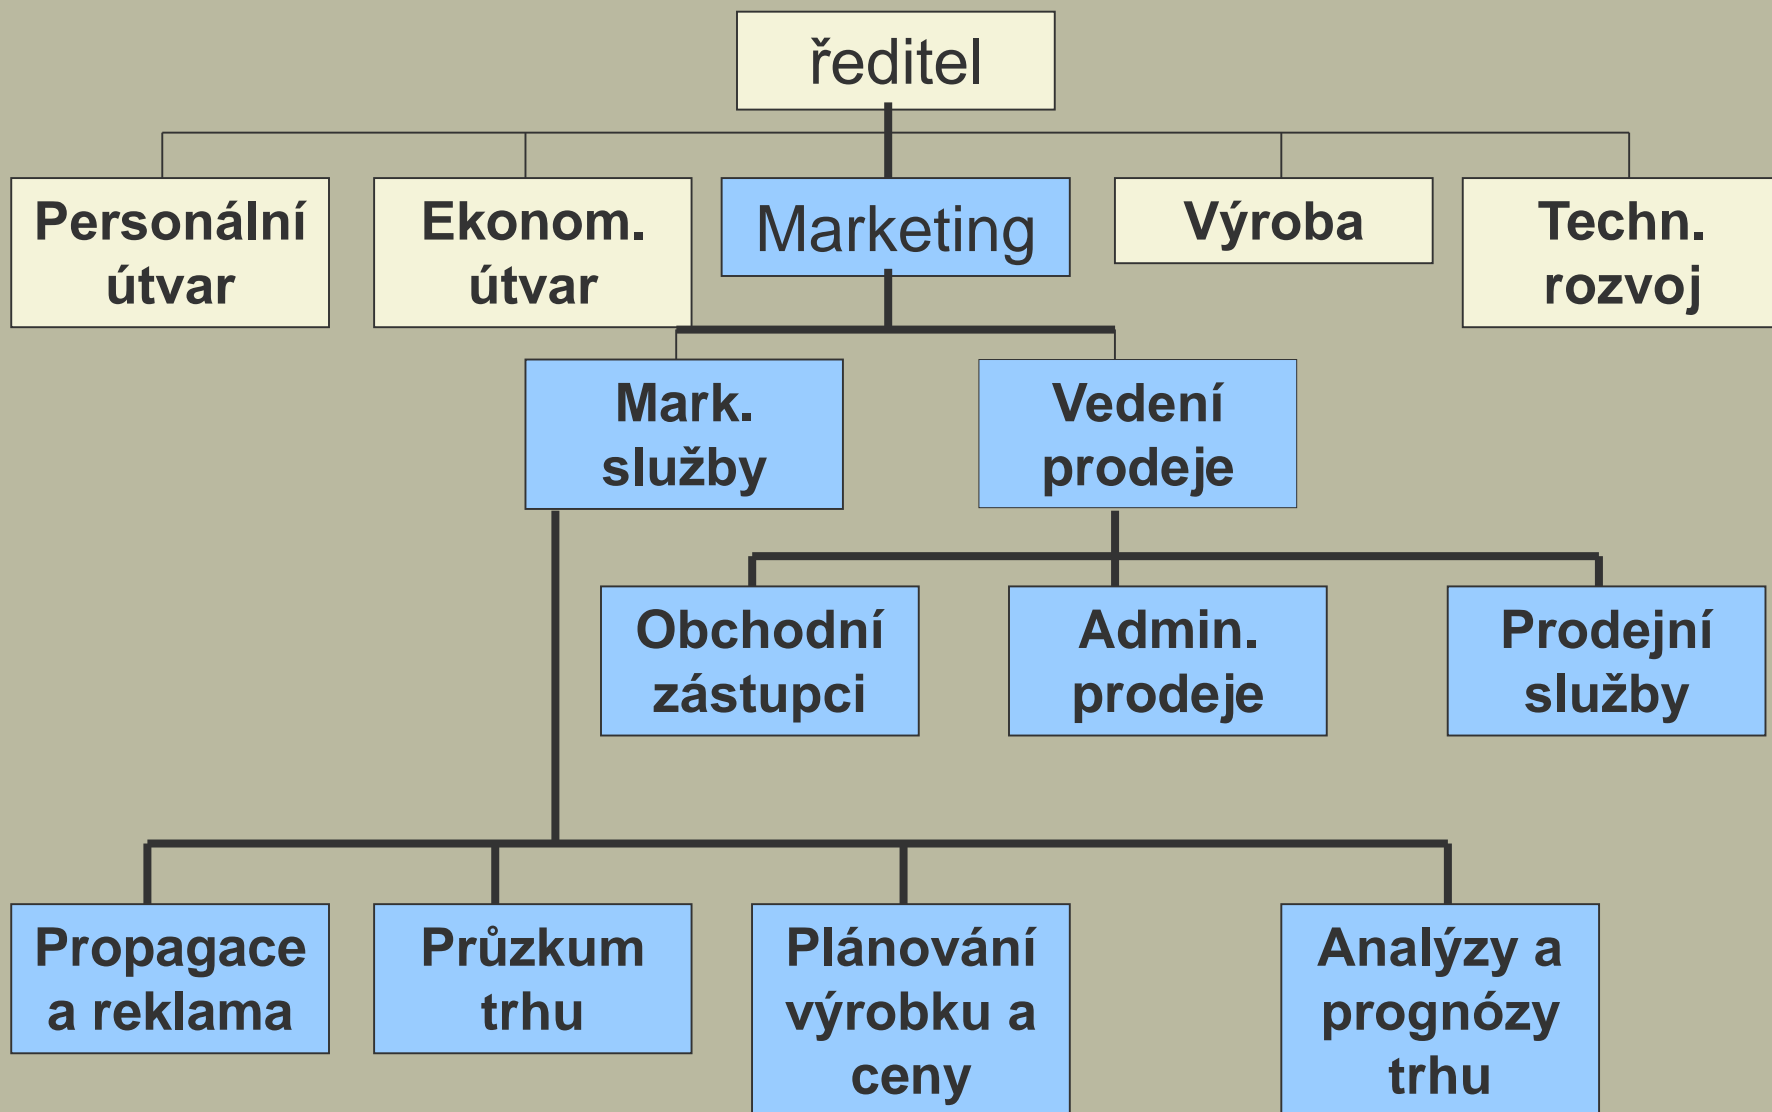 ředitel
Personální
útvar
Ekonom.
útvar
Marketing
Výroba
Techn.
rozvoj
Mark.
služby
Vedení
prodeje
Obchodní
zástupci
Admin.
prodeje
Prodejní
služby
Propagace
a reklama
Průzkum
trhu
Plánování
výrobku a
ceny
Analýzy a
prognózy
trhu